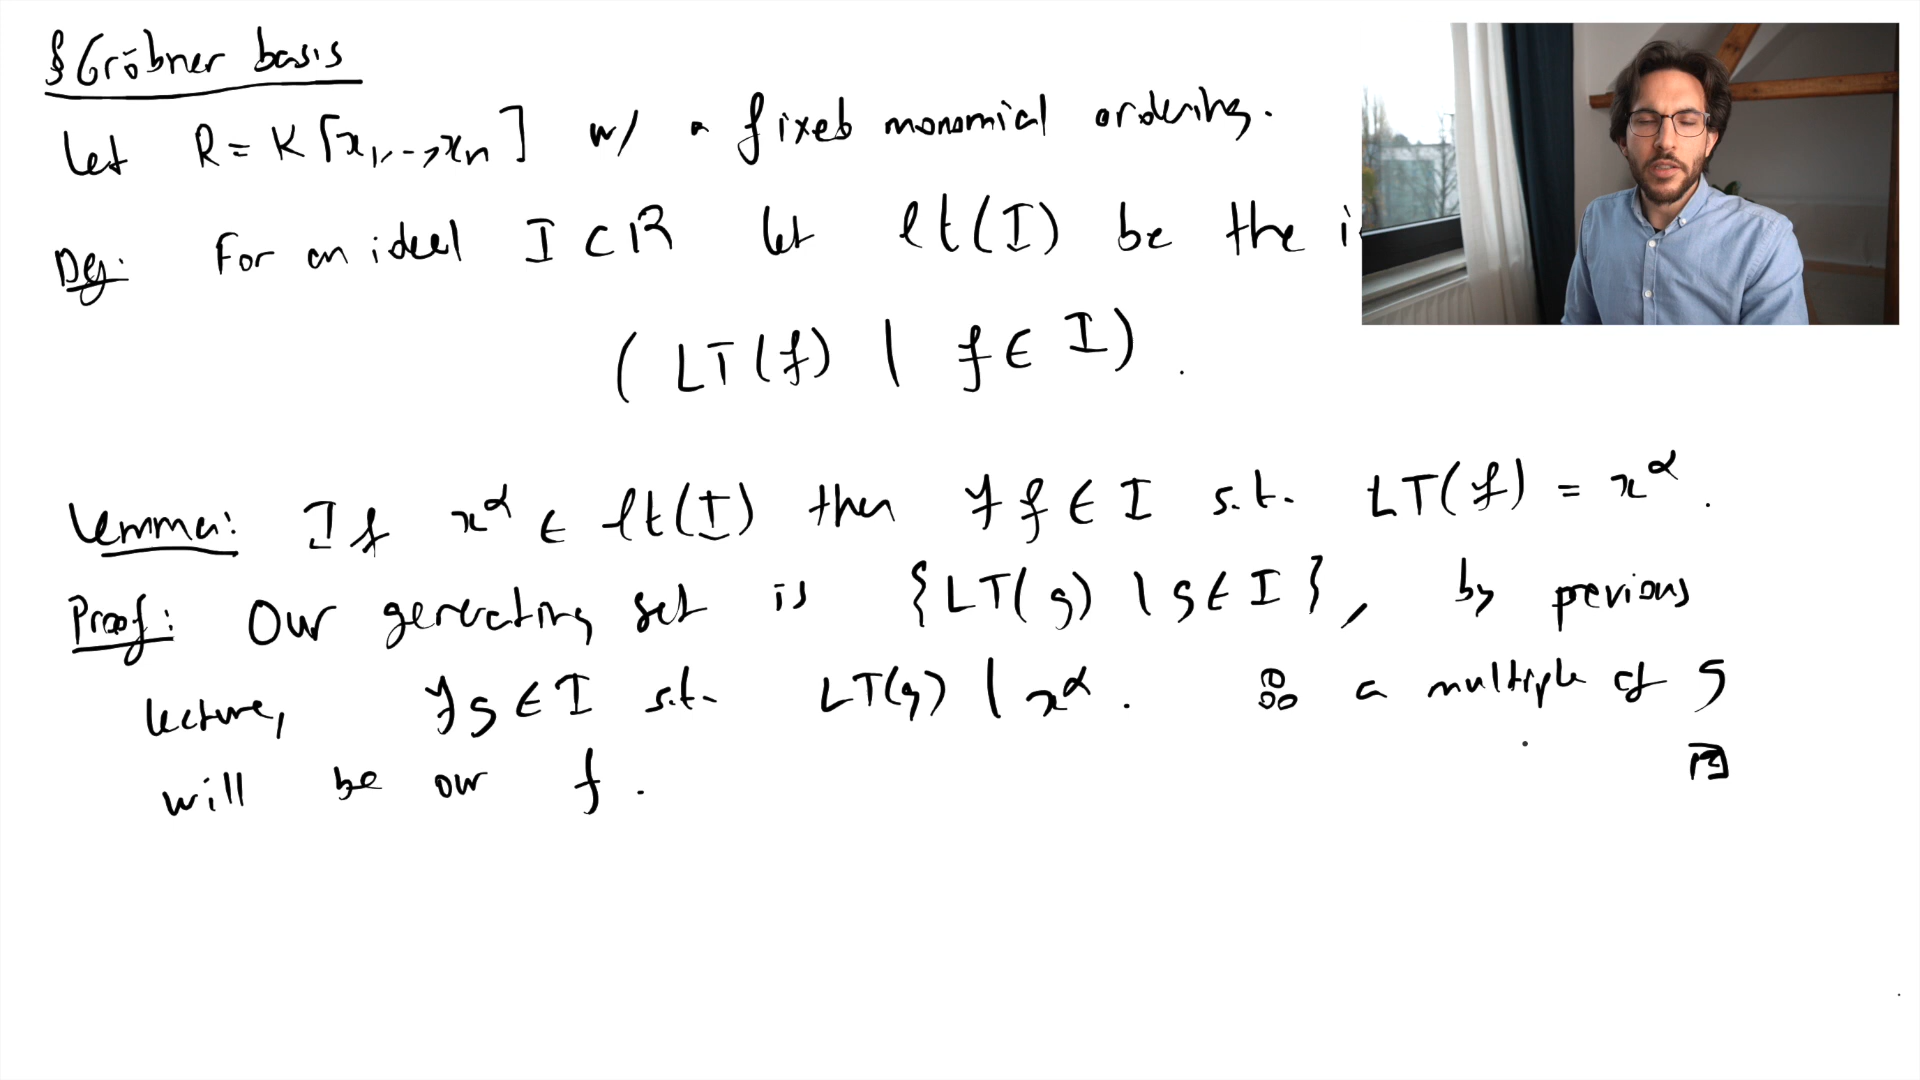 § Gröbner basis
Let R = K[x₁,--,xₙ] w/ a fixed monomial ordering.
Def: For an ideal I ⊂ R let lt(I) be the i
( LT(f) | f ∈ I ) .
Lemma: If x^α ∈ lt(I) then ∃ f ∈ I s.t. LT(f) = x^α .
Proof: Our generating set is { LT(g) | g ∈ I } , by previous
lecture, ∃ g ∈ I s.t. LT(g) | x^α . So a multiple of g
will be our f .